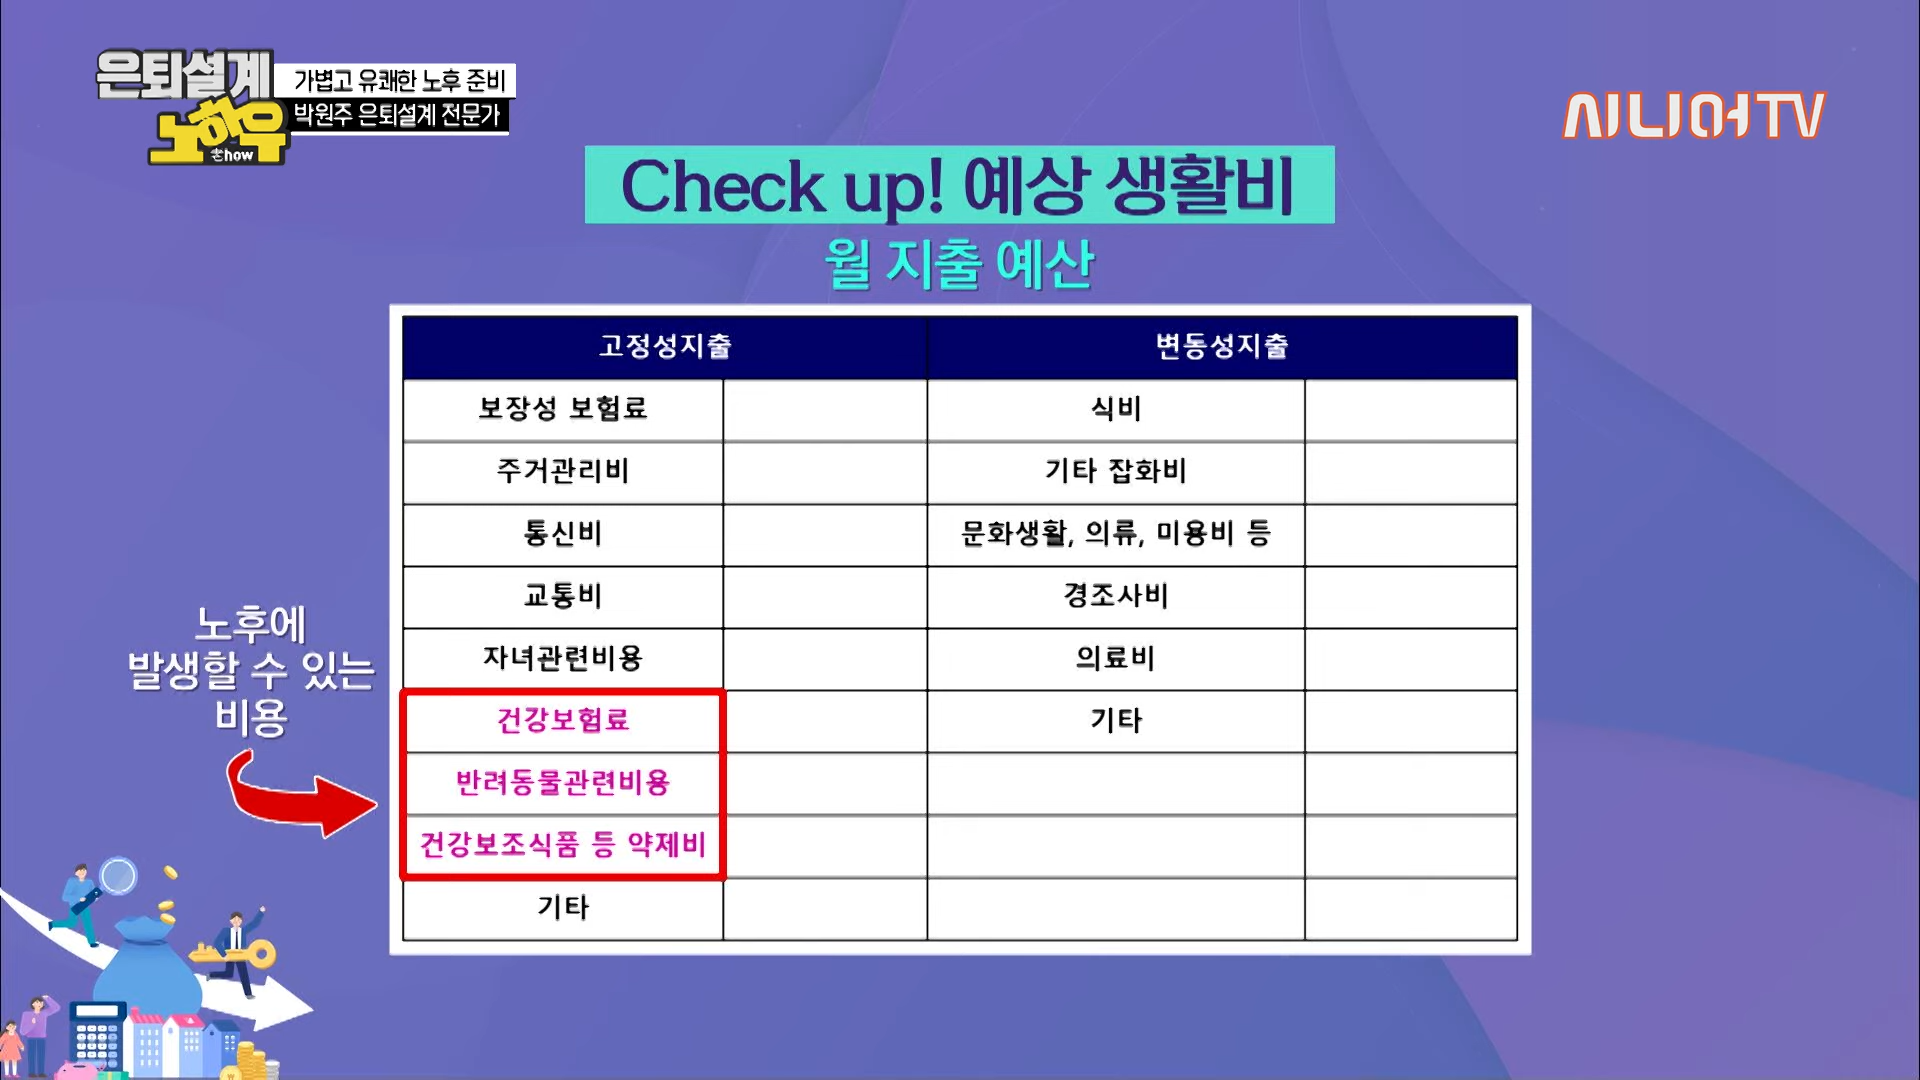 은퇴설계
노하우
老how
가볍고 유쾌한 노후 준비
박원주 은퇴설계 전문가
시니어TV
Check up! 예상 생활비
월 지출 예산
고정성지출 변동성지출
보장성 보험료 식비
주거관리비 기타 잡화비
통신비 문화생활, 의류, 미용비 등
교통비 경조사비
자녀관련비용 의료비
건강보험료 기타
반려동물관련비용
건강보조식품 등 약제비
기타
노후에
발생할 수 있는
비용